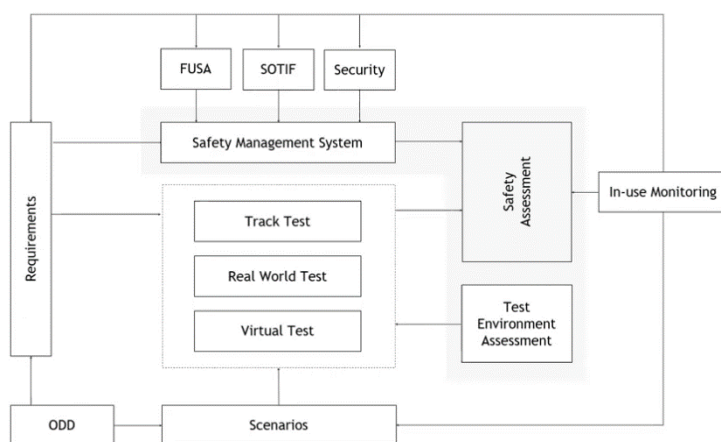 FUSA
SOTIF
Security
Safety Management System
Requirements
Safety
Assessment
In-use Monitoring
Track Test
Real World Test
Virtual Test
Test
Environment
Assessment
ODD
Scenarios